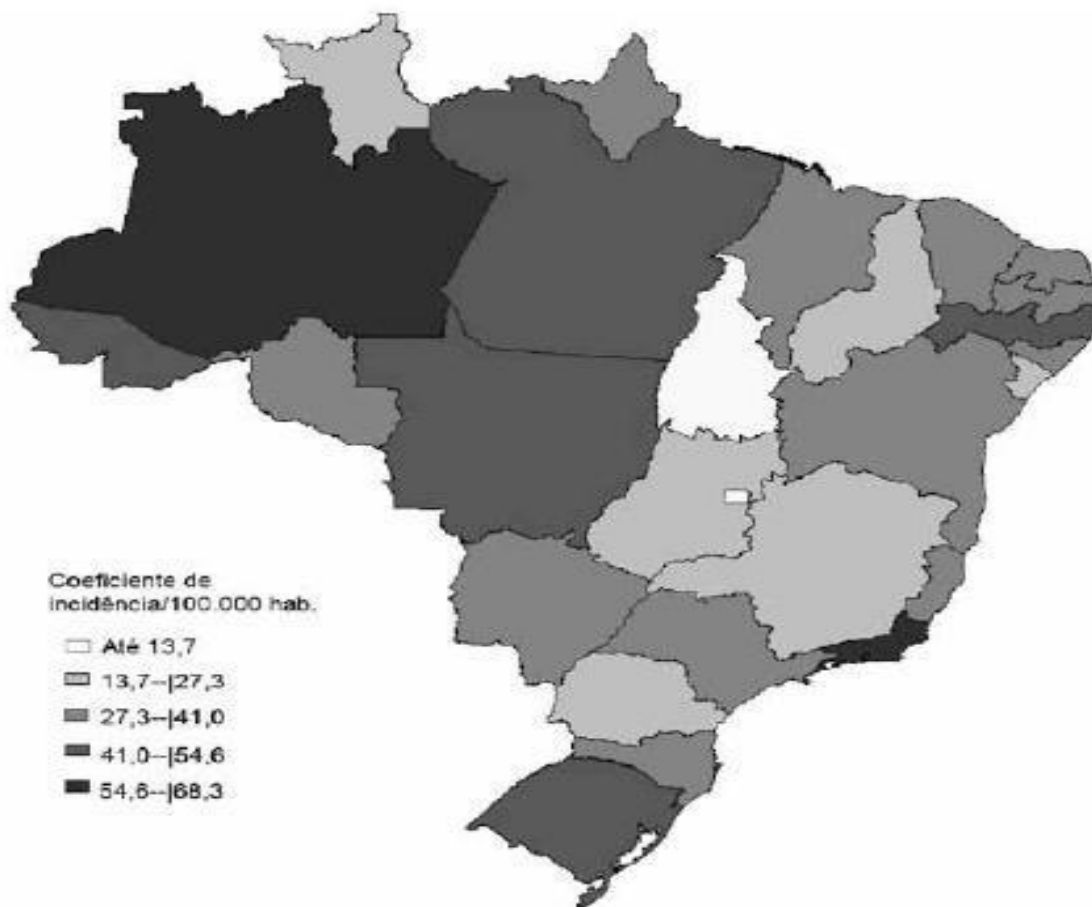 Coeficiente de
incidência/100.000 hab.
Até 13,7
13,7--|27,3
27,3--|41,0
41,0--|54,6
54,6--|68,3